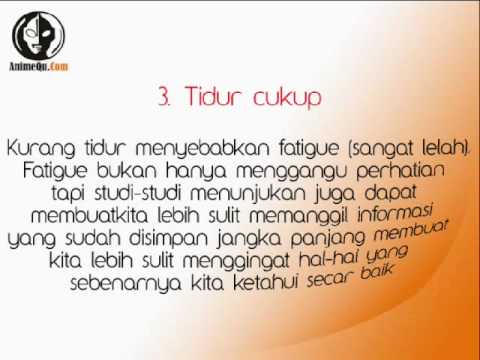 AnimeQu.Com
3. Tidur cukup
Kurang tidur menyebabkan fatigue (sangat lelah).
Fatigue bukan hanya menggangu perhatian
tapi studi-studi menunjukan juga dapat
membuatkita lebih sulit memanggil informasi
yang sudah disimpan jangka panjang membuat
kita lebih sulit menggingat hal-hal yang
sebenarnya kita ketahui secar baik